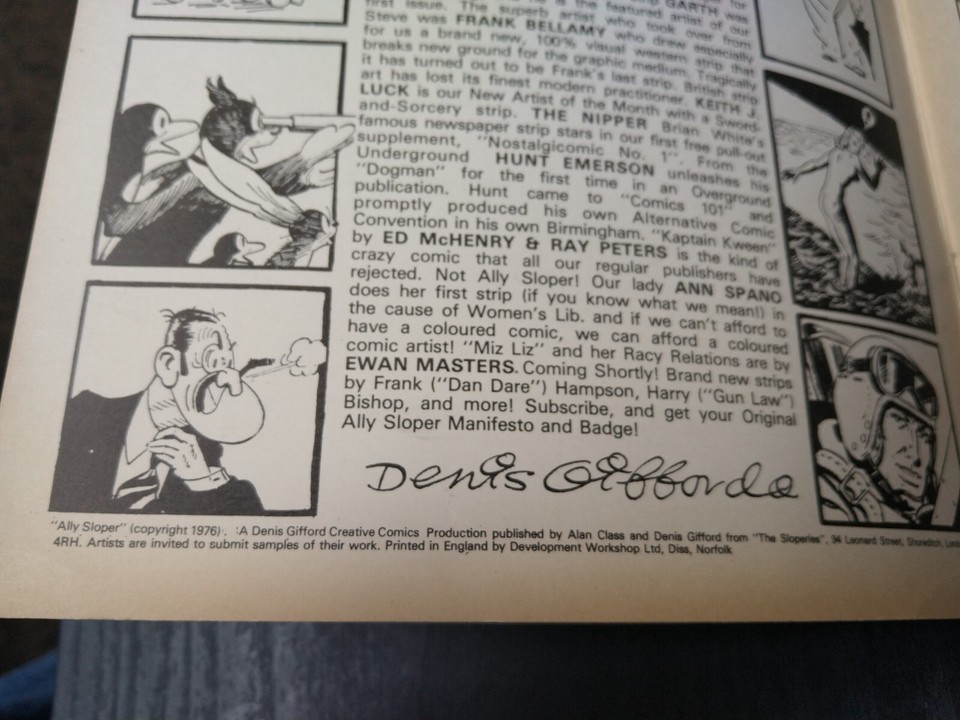 strip GARTH was
is the featured artist of our
first issue. The superb artist who took over from
Steve was FRANK BELLAMY who drew especially
for us a brand new, 100% visual western strip that
breaks new ground for the graphic medium. Tragically
it has turned out to be Frank's last strip. British strip
art has lost its finest modern practitioner. KEITH J.
LUCK is our New Artist of the Month with a Sword-
and-Sorcery strip. THE NIPPER Brian White's
famous newspaper strip stars in our first free pull-out
supplement, "Nostalgicomic No. 1". From the
Underground HUNT EMERSON unleashes his
"Dogman" for the first time in an Overground
publication. Hunt came to "Comics 101" and
promptly produced his own Alternative Comic
Convention in his own Birmingham. "Kaptain Kween"
by ED McHENRY & RAY PETERS is the kind of
crazy comic that all our regular publishers have
rejected. Not Ally Sloper! Our lady ANN SPANO
does her first strip (if you know what we mean!) in
the cause of Women's Lib. and if we can't afford to
have a coloured comic, we can afford a coloured
comic artist! "Miz Liz" and her Racy Relations are by
EWAN MASTERS. Coming Shortly! Brand new strips
by Frank ("Dan Dare") Hampson, Harry ("Gun Law")
Bishop, and more! Subscribe, and get your Original
Ally Sloper Manifesto and Badge!
Denis Gifford
"Ally Sloper" (copyright 1976). :A Denis Gifford Creative Comics Production published by Alan Class and Denis Gifford from "The Sloperies", 94 Leonard Street, Shoreditch,
4RH. Artists are invited to submit samples of their work. Printed in England by Development Workshop Ltd, Diss, Norfolk